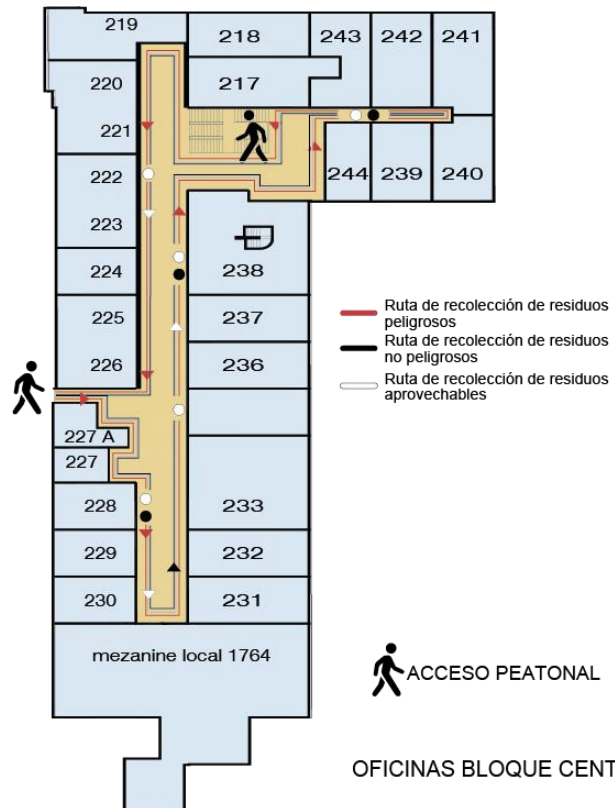 219
218
243
242
241
220
217
221
222
244
239
240
223
224
238
225
237
226
236
227 A
227
228
233
229
232
230
231
mezanine local 1764
Ruta de recolección de residuos
peligrosos
Ruta de recolección de residuos
no peligrosos
Ruta de recolección de residuos
aprovechables
ACCESO PEATONAL
OFICINAS BLOQUE CENT